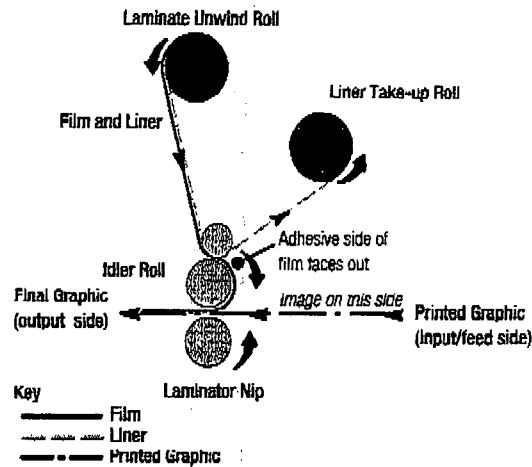 Laminate Unwind Roll
Liner Take-up Roll
Film and Liner
Adhesive side of
film faces out
Idler Roll
Final Graphic
(output side)
Image on this side
Printed Graphic
(input/feed side)
Laminator Nip
Key
Film
Liner
Printed Graphic